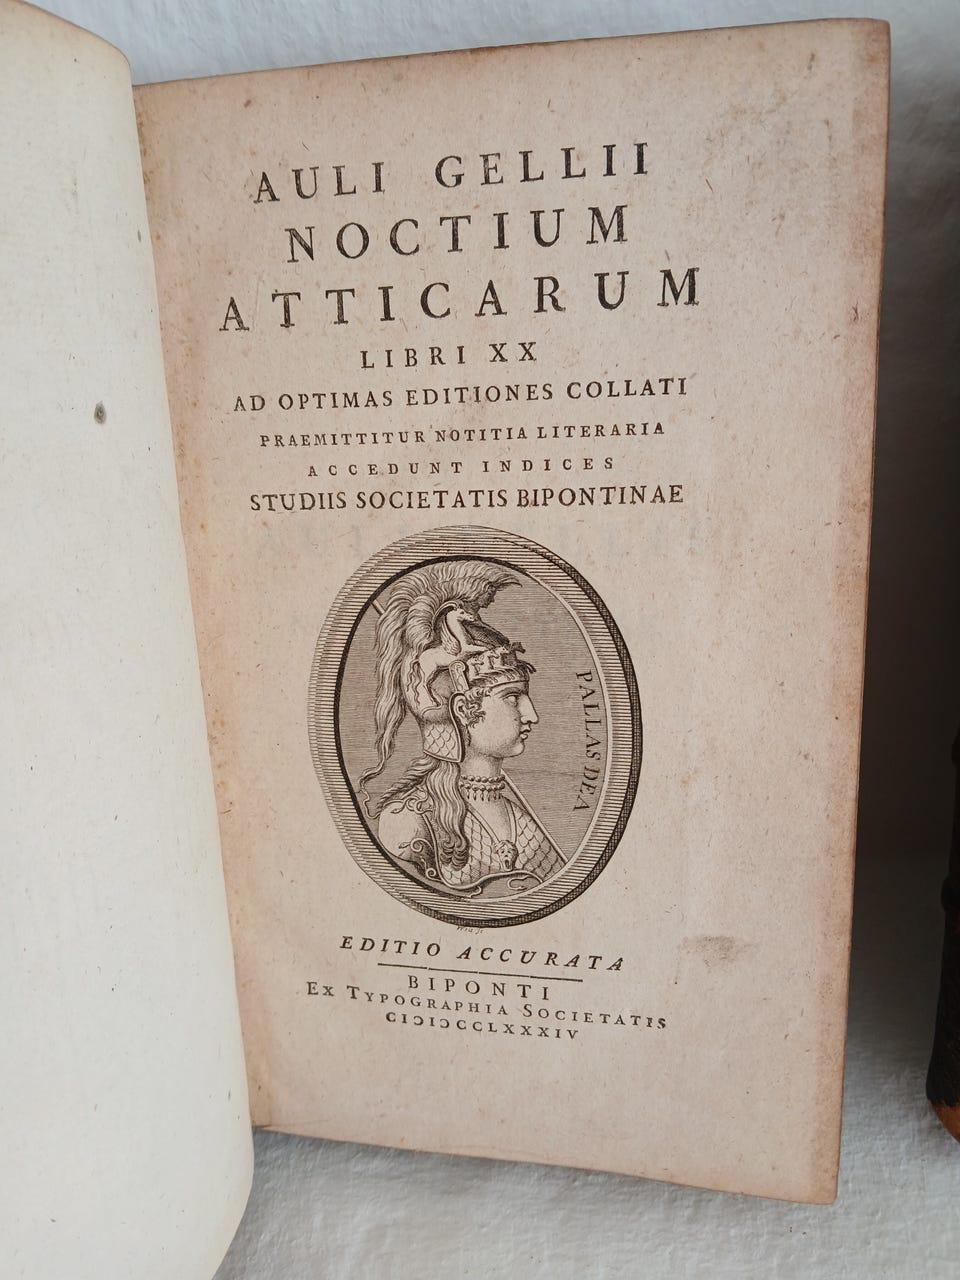 AULI GELLII
NOCTIUM
ATTICARUM
LIBRI XX
AD OPTIMAS EDITIONES COLLATI
PRAEMITTITUR NOTITIA LITERARIA
ACCEDUNT INDICES
STUDIIS SOCIETATIS BIPONTINAE
PALLAS DEA
EDITIO ACCURATA
BIPONTI
EX TYPOGRAPHIA SOCIETATIS
CIƆIƆCCLXXXIV